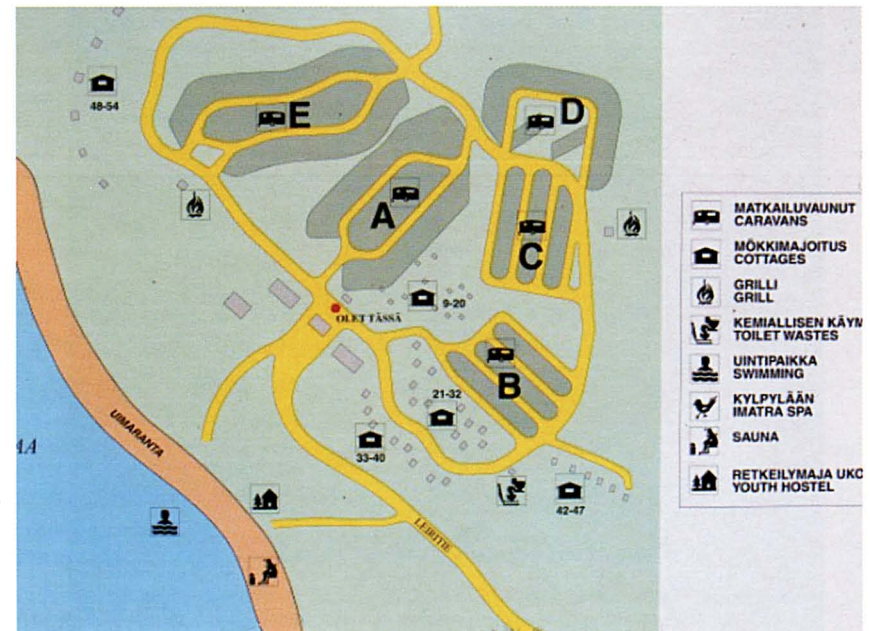 E
D
48-54
A
C
9-20
OLET TÄSSÄ
B
21-32
33-40
42-47
UIMARANTA
AA
LEIRITIE
MATKAILUVAUNUT
CARAVANS
MÖKKIMAJOITUS
COTTAGES
GRILLI
GRILL
KEMIALLISEN KÄYM
TOILET WASTES
UINTIPAIKKA
SWIMMING
KYLPYLÄÄN
IMATRA SPA
SAUNA
RETKEILYMAJA UKO
YOUTH HOSTEL